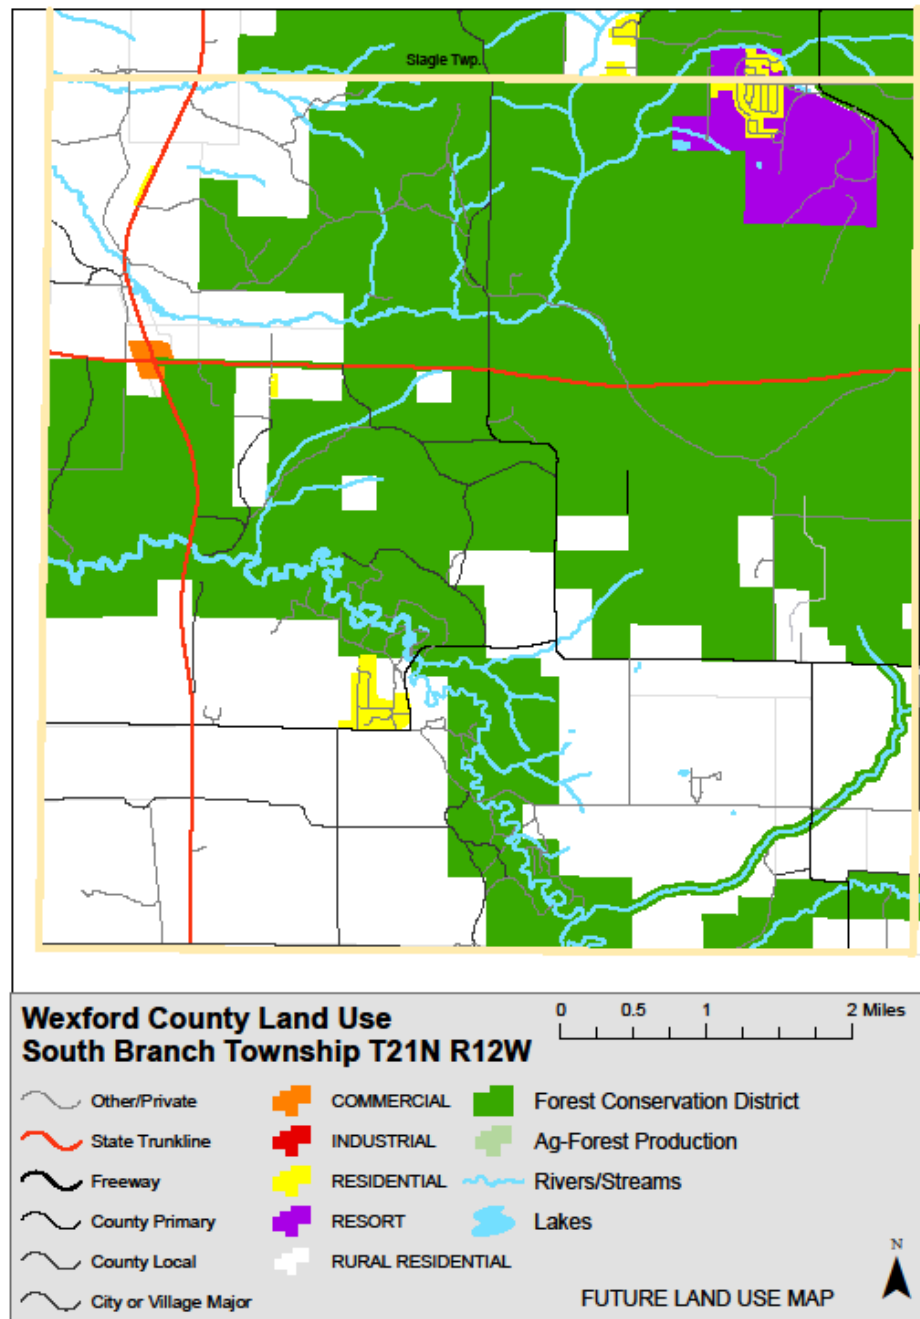 Slagle Twp.
Wexford County Land Use
South Branch Township T21N R12W
0 0.5 1 2 Miles
Other/Private
State Trunkline
Freeway
County Primary
County Local
City or Village Major
COMMERCIAL
INDUSTRIAL
RESIDENTIAL
RESORT
RURAL RESIDENTIAL
Forest Conservation District
Ag-Forest Production
Rivers/Streams
Lakes
N
FUTURE LAND USE MAP